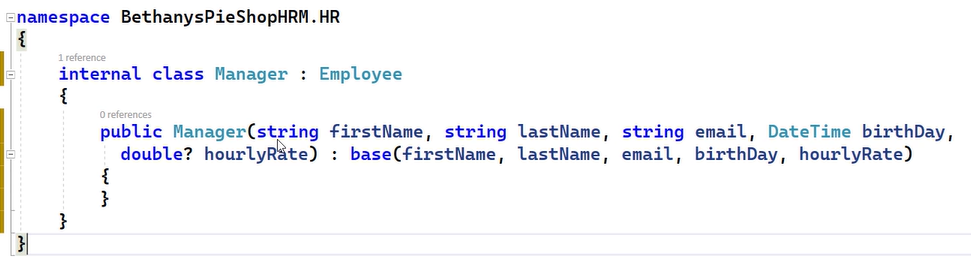 namespace BethanysPieShopHRM.HR
{
1 reference
internal class Manager : Employee
{
0 references
public Manager(string firstName, string lastName, string email, DateTime birthDay,
double? hourlyRate) : base(firstName, lastName, email, birthDay, hourlyRate)
{
}
}
}